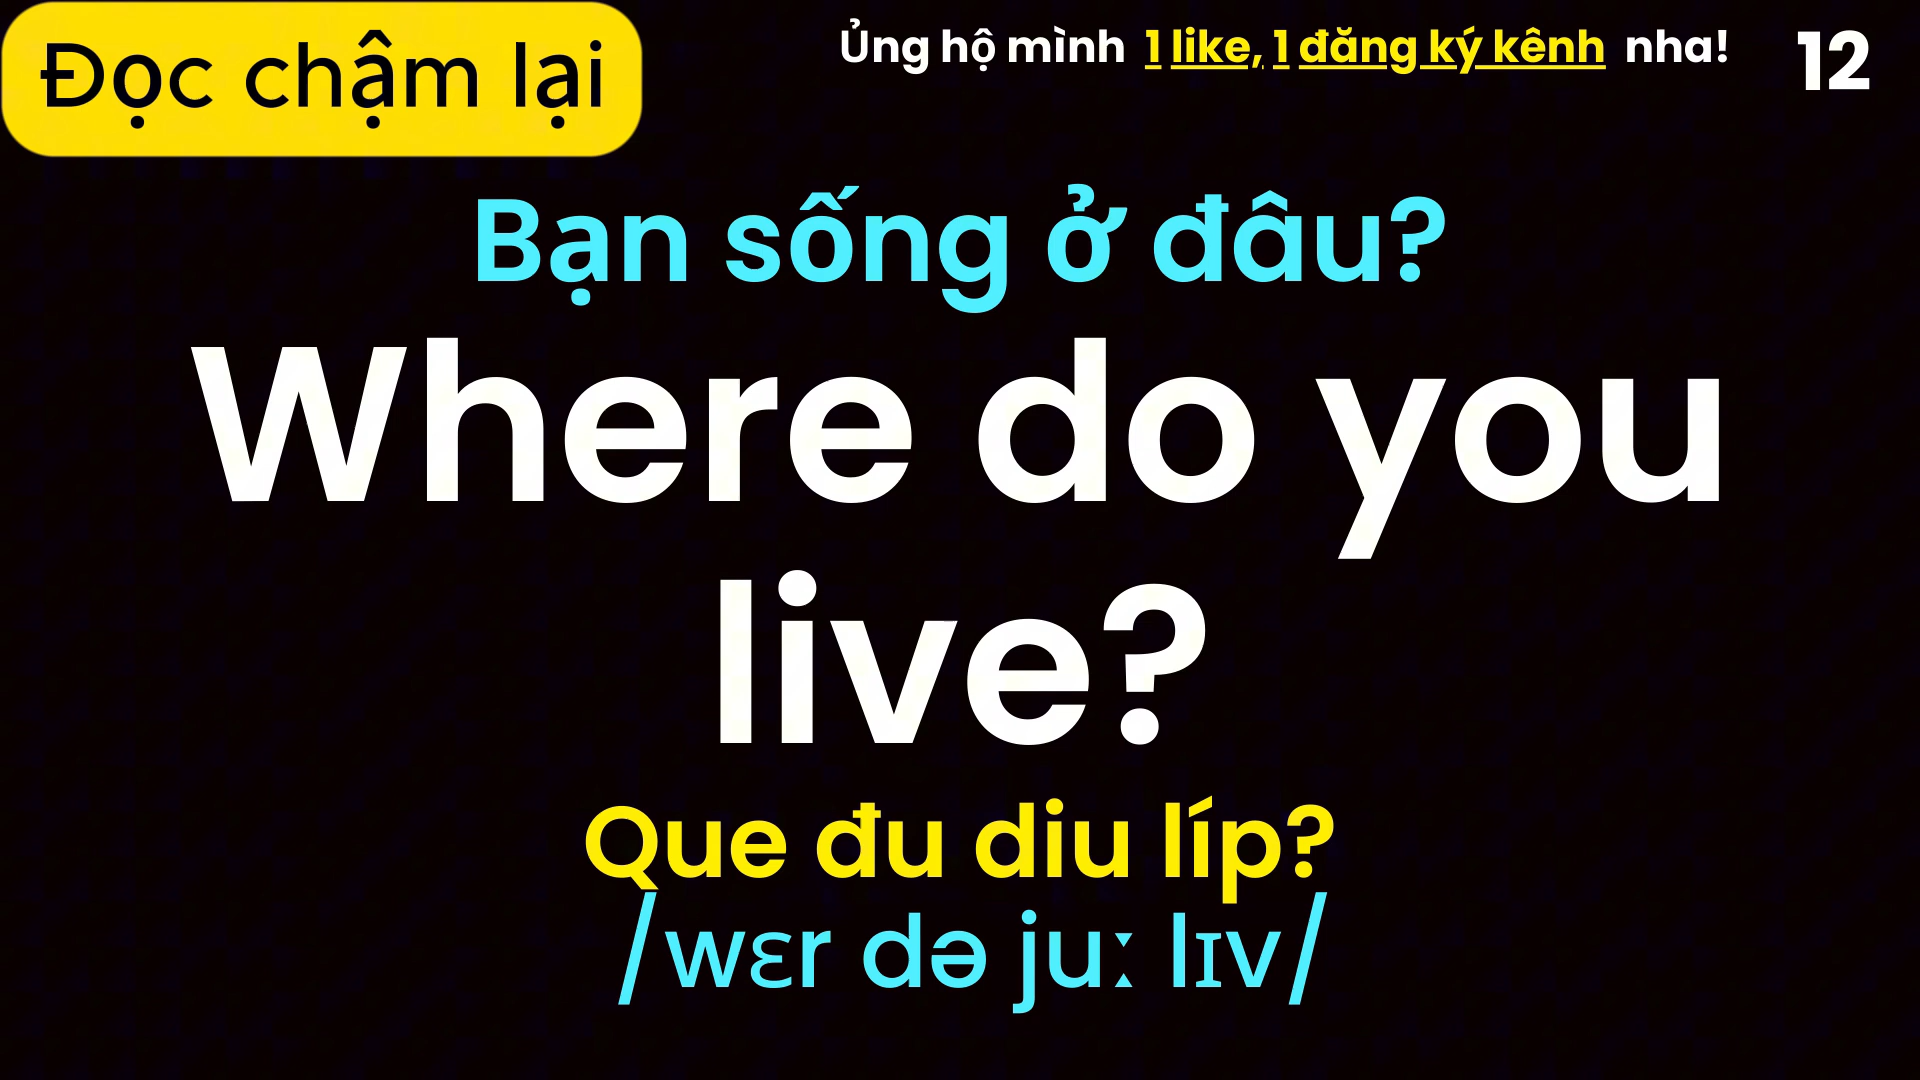 Đọc chậm lại
Ủng hộ mình 1 like, 1 đăng ký kênh nha!
12
Bạn sống ở đâu?
Where do you
live?
Que đu diu líp?
/wɛr də juː lɪv/